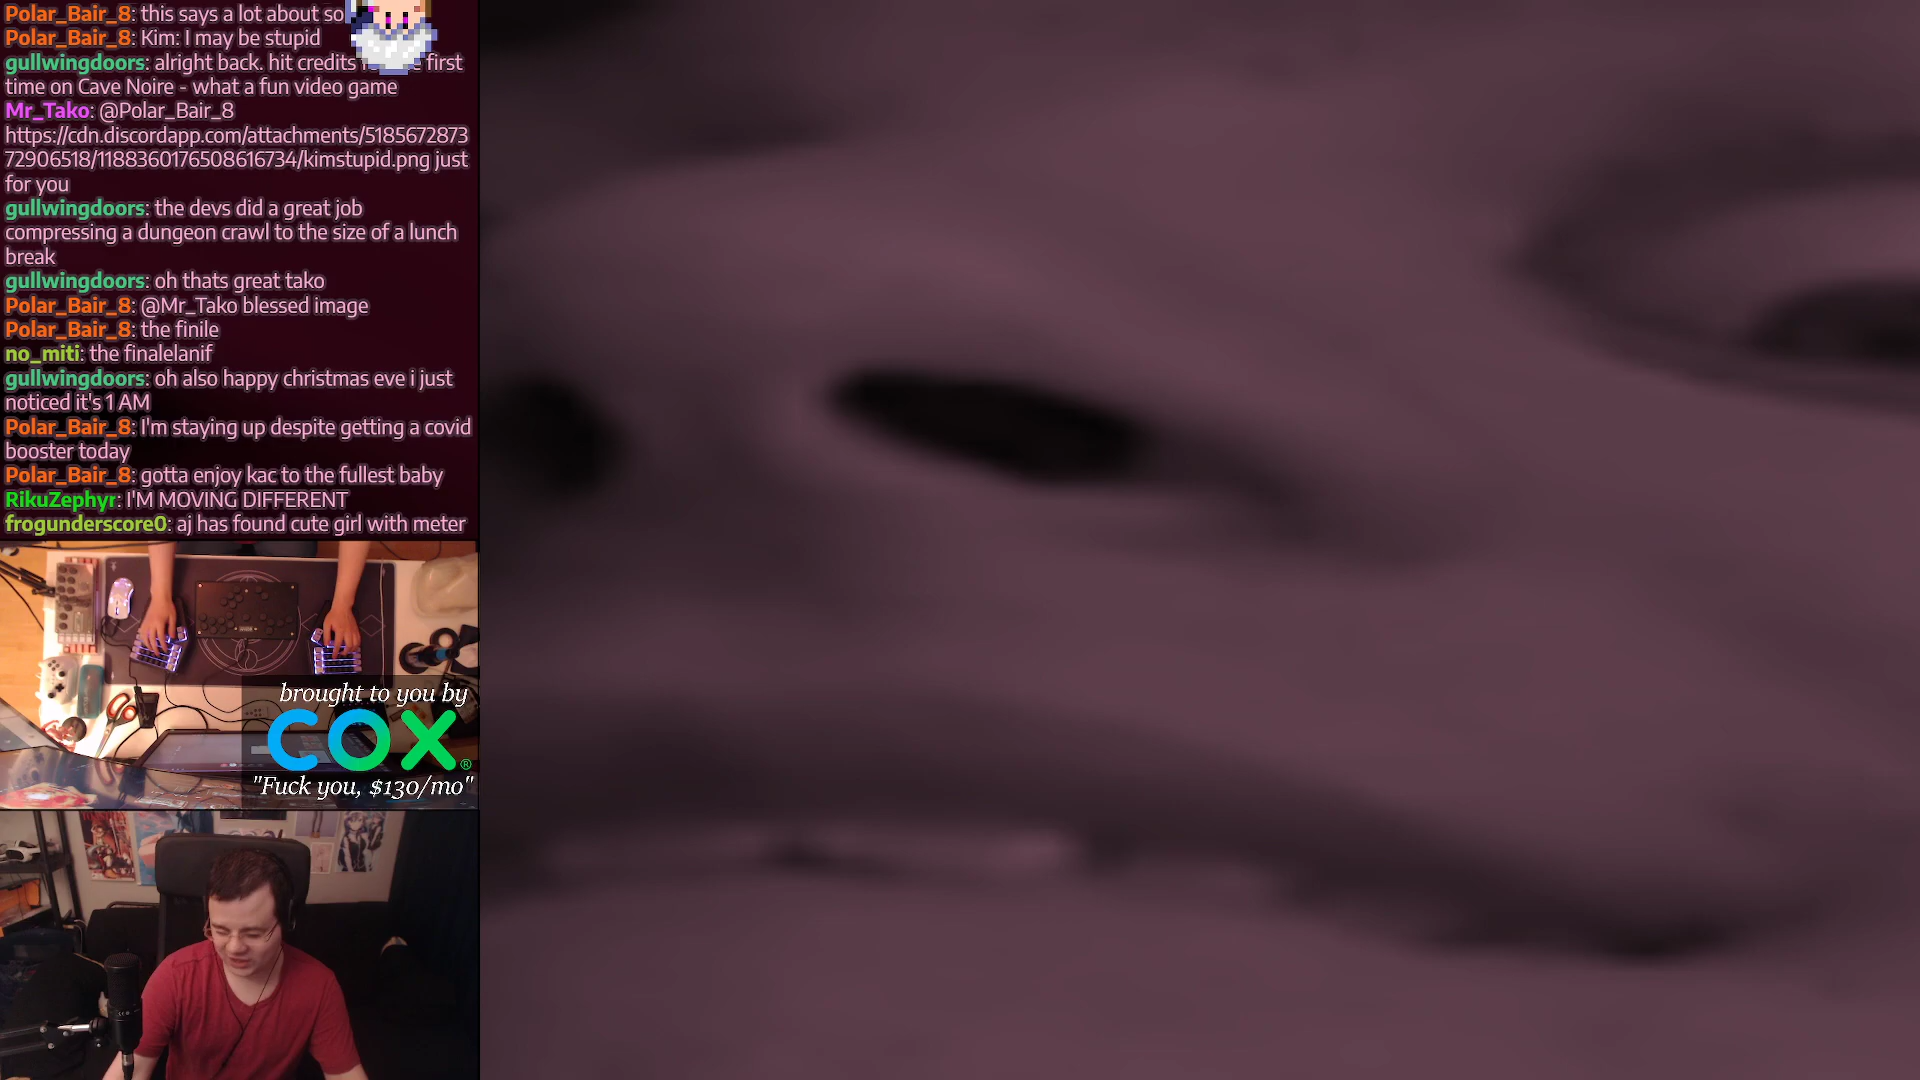 Polar_Bair_8: this says a lot about so
Polar_Bair_8: Kim: I may be stupid
gullwingdoors: alright back. hit credits first
time on Cave Noire - what a fun video game
Mr_Tako: @Polar_Bair_8
https://cdn.discordapp.com/attachments/5185672873
72906518/1188360176508616734/kimstupid.png just
for you
gullwingdoors: the devs did a great job
compressing a dungeon crawl to the size of a lunch
break
gullwingdoors: oh thats great tako
Polar_Bair_8: @Mr_Tako blessed image
Polar_Bair_8: the finile
no_miti: the finalelanif
gullwingdoors: oh also happy christmas eve i just
noticed it's 1 AM
Polar_Bair_8: I'm staying up despite getting a covid
booster today
Polar_Bair_8: gotta enjoy kac to the fullest baby
RikuZephyr: I'M MOVING DIFFERENT
frogunderscore0: aj has found cute girl with meter
brought to you by
COX®
"Fuck you, $130/mo"